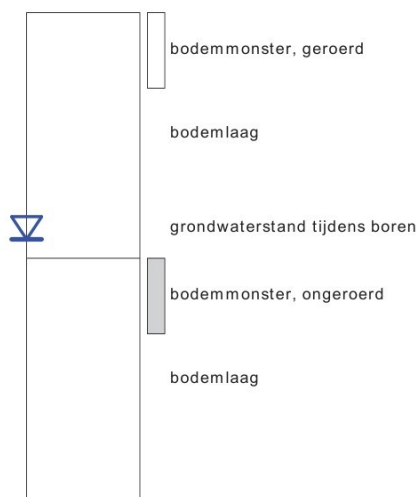 bodemmonster, geroerd
bodemlaag
grondwaterstand tijdens boren
bodemmonster, ongeroerd
bodemlaag